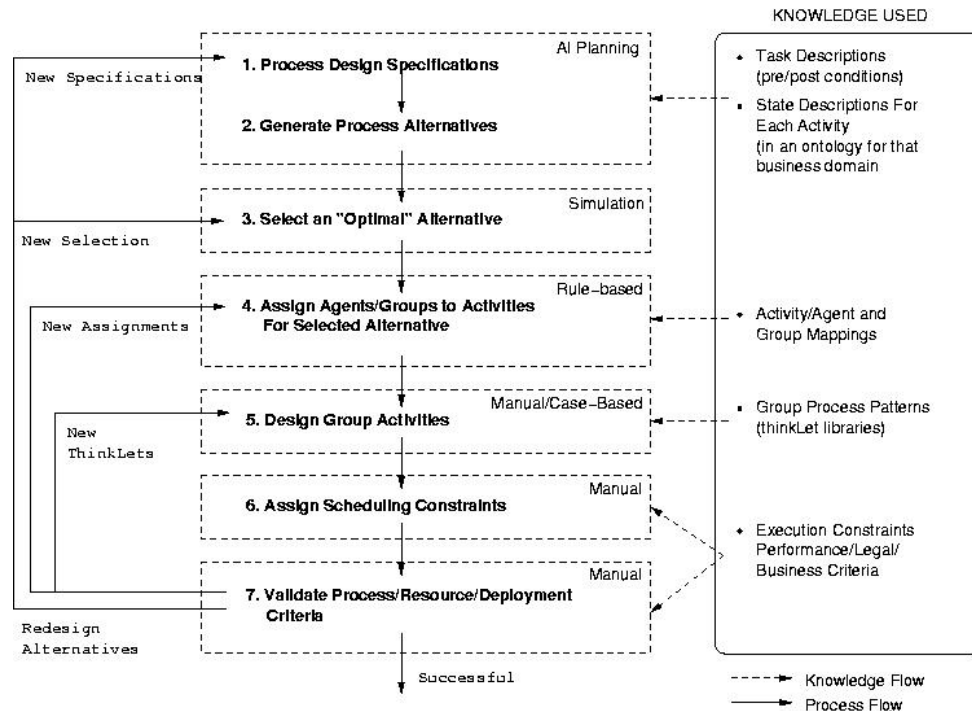 KNOWLEDGE USED
AI Planning
New Specifications
1. Process Design Specifications
2. Generate Process Alternatives
Task Descriptions
(pre/post conditions)
State Descriptions For
Each Activity
(in an ontology for that
business domain
Simulation
3. Select an "Optimal" Alternative
New Selection
Rule-based
4. Assign Agents/Groups to Activities
For Selected Alternative
New Assignments
Activity/Agent and
Group Mappings
Manual/Case-Based
5. Design Group Activities
New
ThinkLets
Group Process Patterns
(thinkLet libraries)
Manual
6. Assign Scheduling Constraints
Execution Constraints
Performance/Legal/
Business Criteria
Manual
7. Validate Process/Resource/Deployment
Criteria
Redesign
Alternatives
Successful
Knowledge Flow
Process Flow